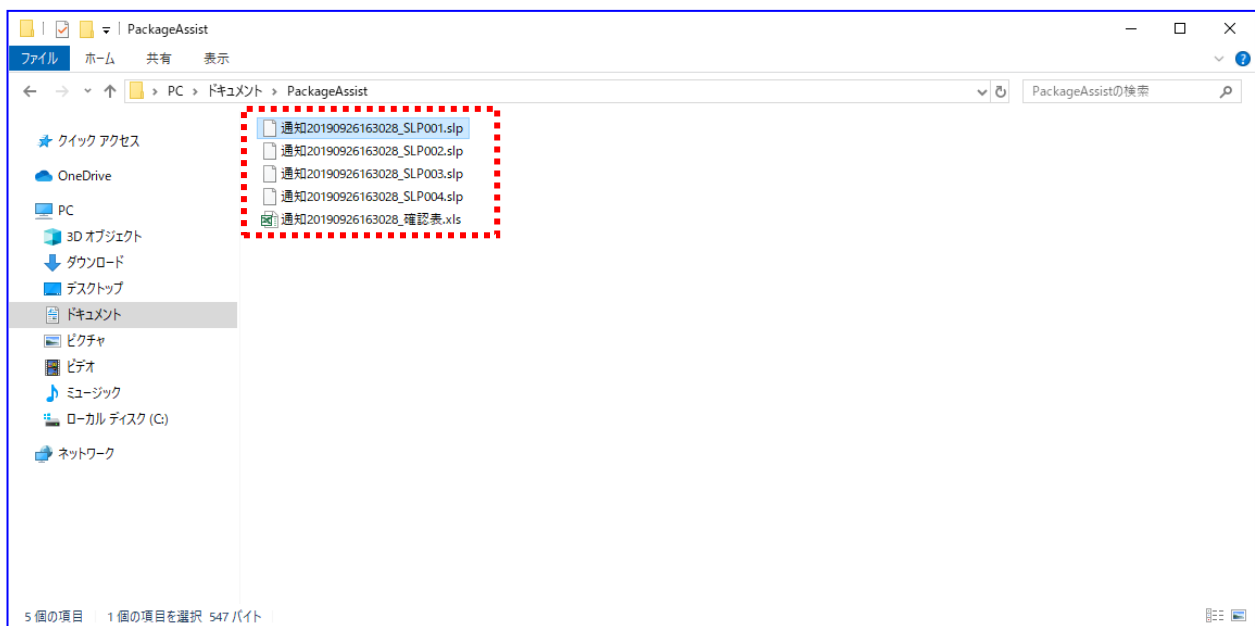 PackageAssist
ファイル ホーム 共有 表示
PC > ドキュメント > PackageAssist PackageAssistの検索
クイック アクセス
OneDrive
PC
3D オブジェクト
ダウンロード
デスクトップ
ドキュメント
ピクチャ
ビデオ
ミュージック
ローカル ディスク (C:)
ネットワーク
通知20190926163028_SLP001.slp
通知20190926163028_SLP002.slp
通知20190926163028_SLP003.slp
通知20190926163028_SLP004.slp
通知20190926163028_確認表.xls
5 個の項目 1 個の項目を選択 547 バイト